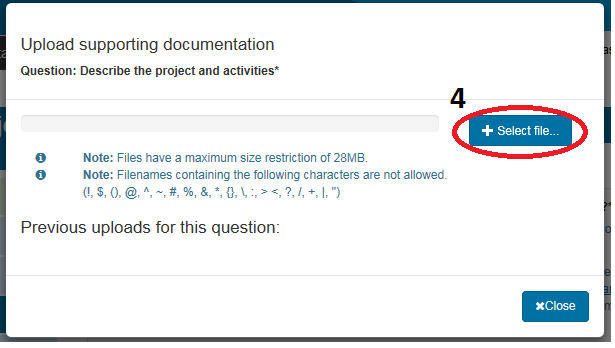 Upload supporting documentation
Question: Describe the project and activities*
4
+ Select file...
Note: Files have a maximum size restriction of 28MB.
Note: Filenames containing the following characters are not allowed.
(!, $, (), @, ^, ~, #, %, &, *, {}, \, :, > <, ?, /, +, |, ")
Previous uploads for this question:
✖Close